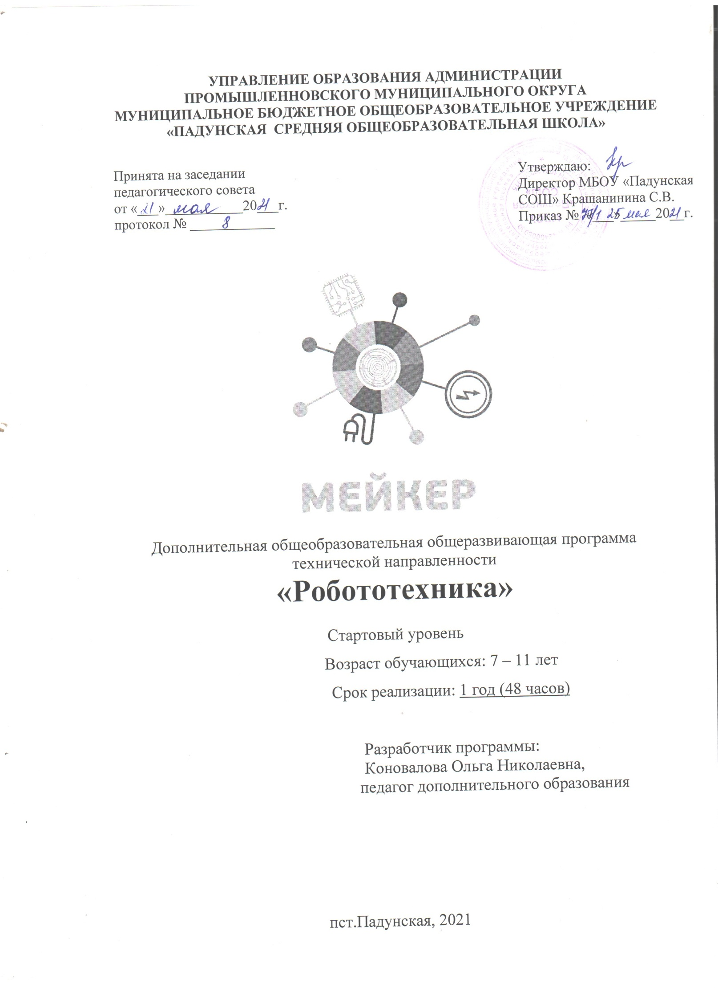 УПРАВЛЕНИЕ ОБРАЗОВАНИЯ АДМИНИСТРАЦИИ
ПРОМЫШЛЕННОВСКОГО МУНИЦИПАЛЬНОГО ОКРУГА
МУНИЦИПАЛЬНОЕ БЮДЖЕТНОЕ ОБЩЕОБРАЗОВАТЕЛЬНОЕ УЧРЕЖДЕНИЕ
«ПАДУНСКАЯ СРЕДНЯЯ ОБЩЕОБРАЗОВАТЕЛЬНАЯ ШКОЛА»
Принята на заседании
педагогического совета
от «21» мая 2021 г.
протокол № 8
Утверждаю:
Директор МБОУ «Падунская
СОШ» Крашанинина С.В.
Приказ № «25» мая 2021 г.
МЕЙКЕР
Дополнительная общеобразовательная общеразвивающая программа
технической направленности
«Робототехника»
Стартовый уровень
Возраст обучающихся: 7 – 11 лет
Срок реализации: 1 год (48 часов)
Разработчик программы:
Коновалова Ольга Николаевна,
педагог дополнительного образования
пст.Падунская, 2021